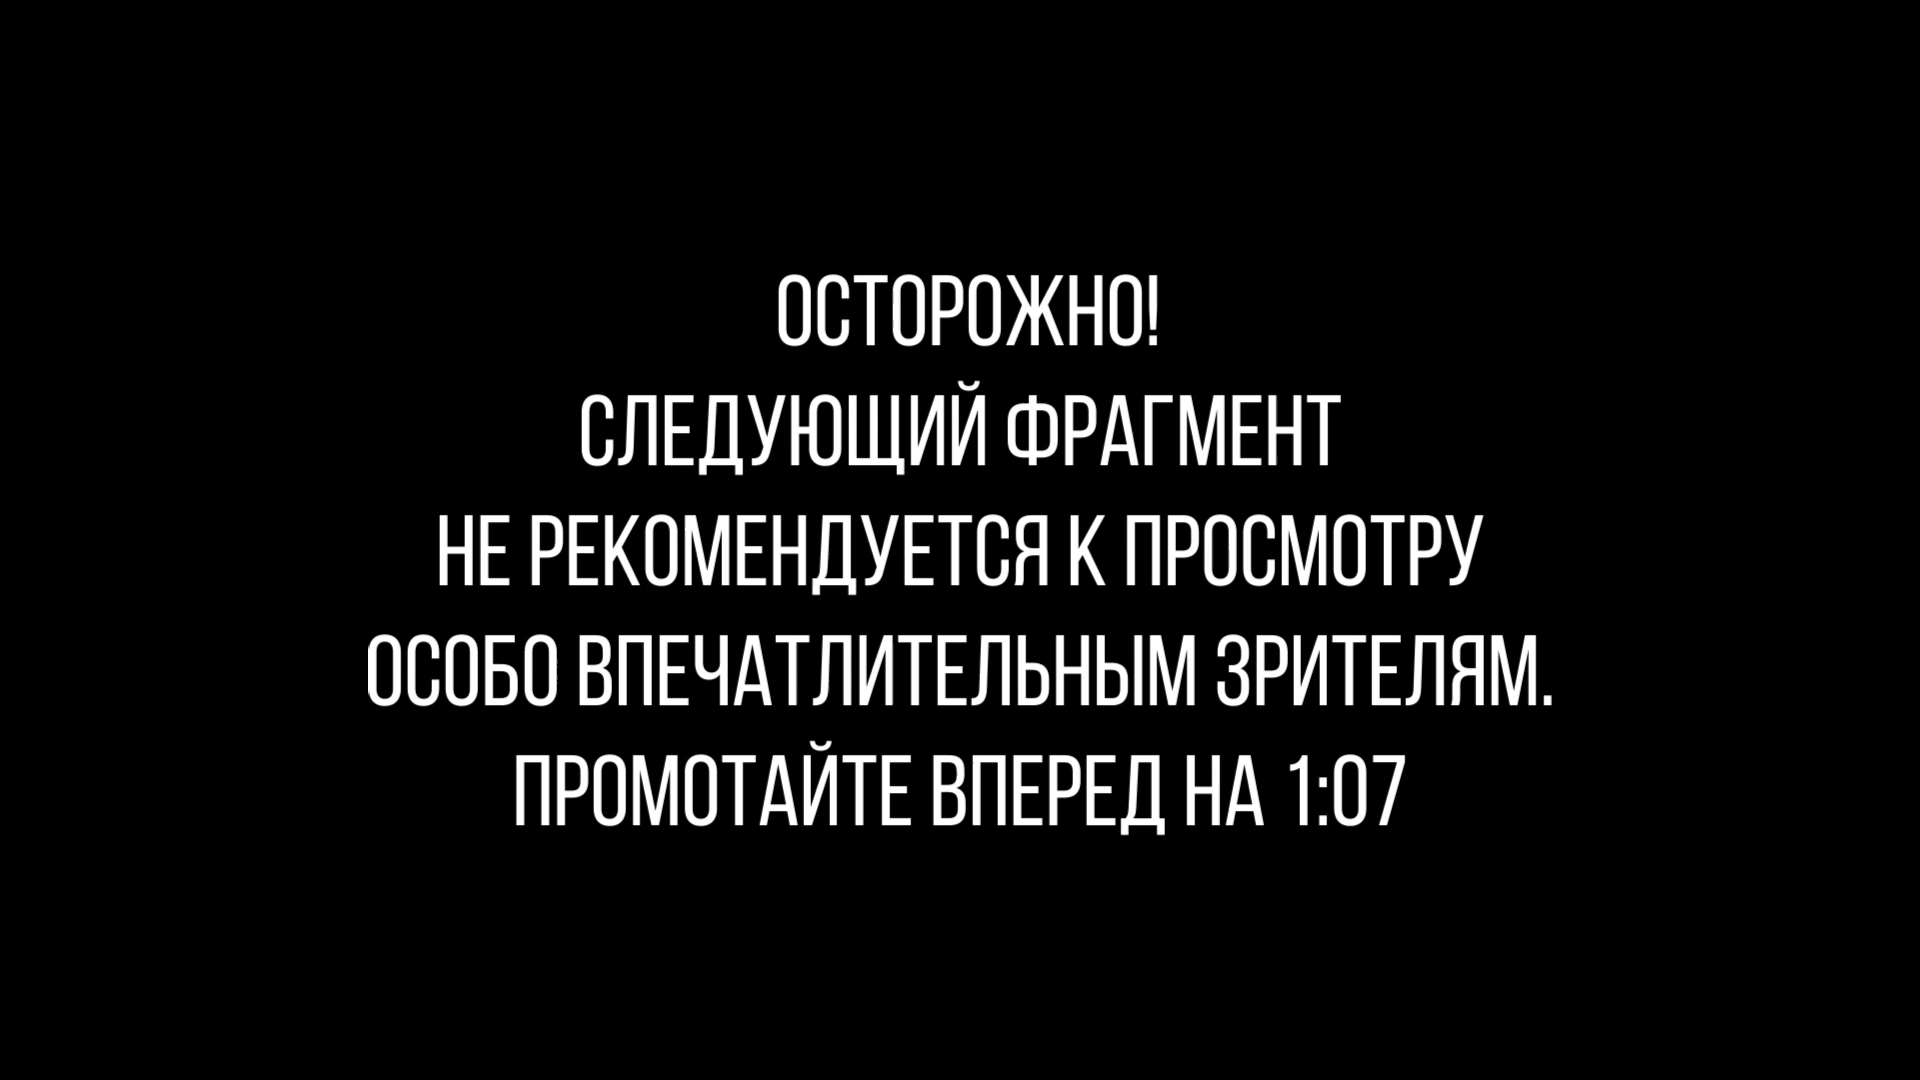 ОСТОРОЖНО!
СЛЕДУЮЩИЙ ФРАГМЕНТ
НЕ РЕКОМЕНДУЕТСЯ К ПРОСМОТРУ
ОСОБО ВПЕЧАТЛИТЕЛЬНЫМ ЗРИТЕЛЯМ.
ПРОМОТАЙТЕ ВПЕРЕД НА 1:07